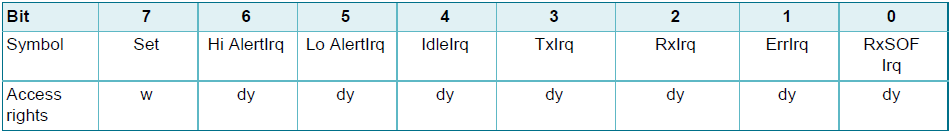 Bit 7 6 5 4 3 2 1 0
Symbol Set Hi AlertIrq Lo AlertIrq IdleIrq TxIrq RxIrq ErrIrq RxSOF
Irq
Access w dy dy dy dy dy dy dy
rights